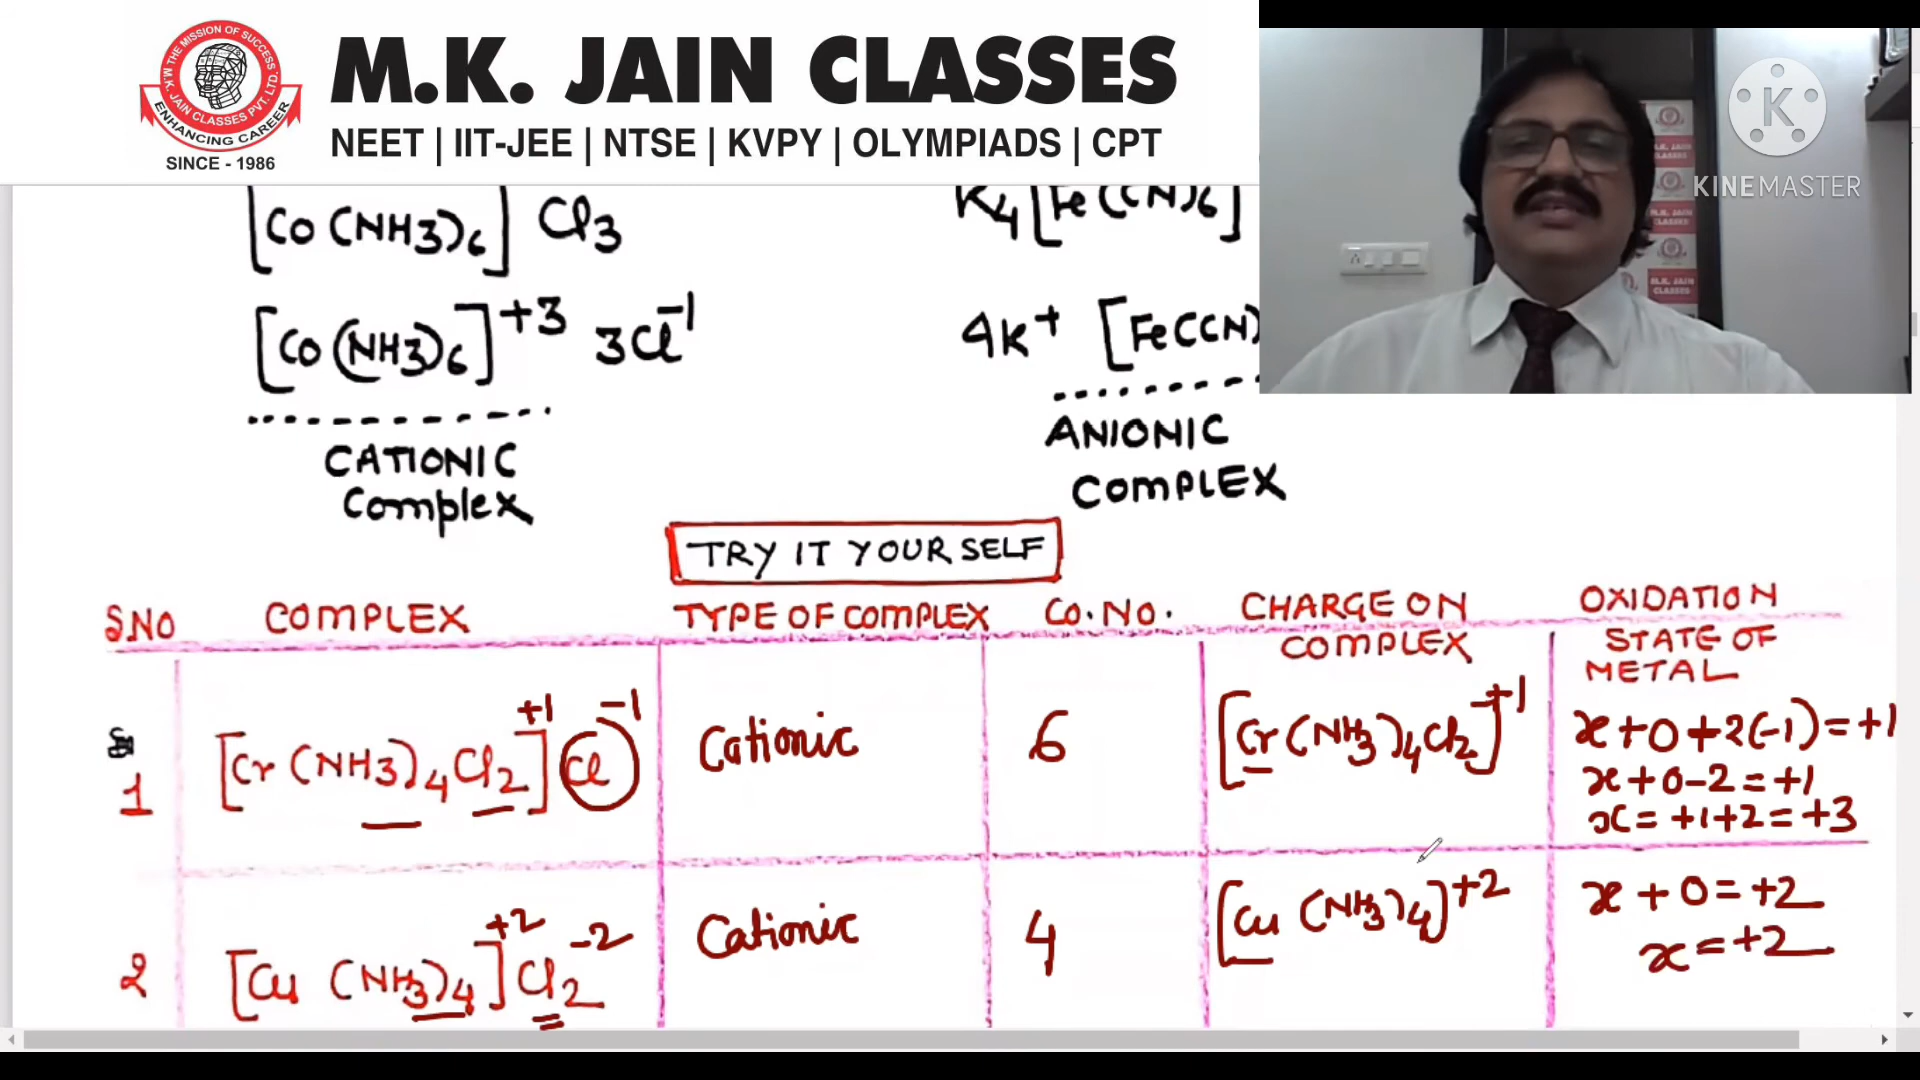 THE MISSION OF SUCCESS
M.K. JAIN CLASSES PVT. LTD.
ENHANCING CAREER
SINCE - 1986
M.K. JAIN CLASSES
NEET | IIT-JEE | NTSE | KVPY | OLYMPIADS | CPT
K
KINEMASTER
M.K. JAIN
CLASSES
[Co(NH3)6] Cl3
K4[Fe(CN)6]
[Co(NH3)6]+3 3Cl-1
4K+ [Fe(CN)
CATIONIC
Complex
ANIONIC
COMPLEX
TRY IT YOURSELF
S.NO COMPLEX TYPE OF COMPLEX Co.No. CHARGE ON COMPLEX OXIDATION STATE OF METAL
1 [Cr(NH3)4Cl2]+1 Cl-1 Cationic 6 [Cr(NH3)4Cl2]+1 x+0+2(-1)=+1
x+0-2=+1
x=+1+2=+3
2 [Cu(NH3)4]+2 Cl2-2 Cationic 4 [Cu(NH3)4]+2 x+0=+2
x=+2